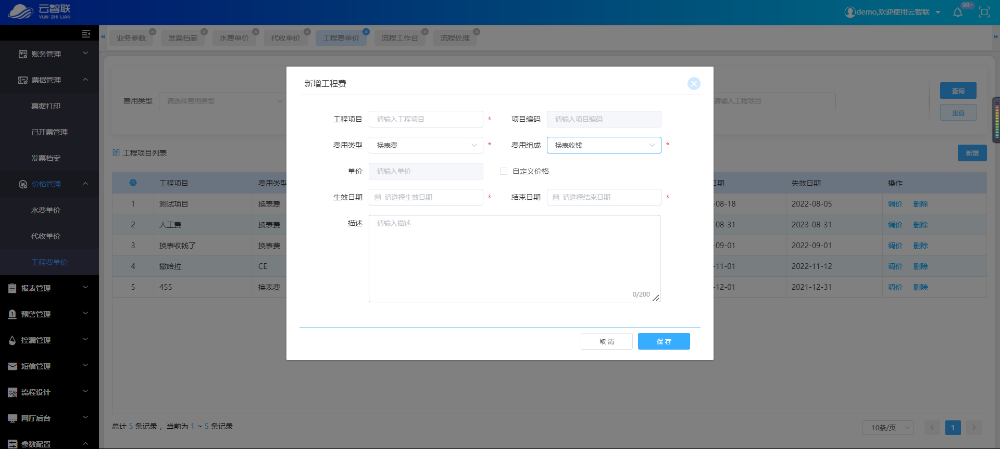 云智联
YUN ZHI LIAN
demo,欢迎使用云智联
99+
业务参数
发票档案
水费单价
代收单价
工程费单价
流程工作台
流程处理
账务管理
票据管理
票据打印
已开票管理
发票档案
价格管理
水费单价
代收单价
工程费单价
报表管理
预警管理
控漏管理
短信管理
流程设计
网厅后台
参数配置
费用类型 请选择费用类型
请输入工程项目
查询
重置
工程项目列表
新增
工程项目 费用类型 日期 失效日期 操作
1 测试项目 换表费 -08-18 2022-08-05 调价 删除
2 人工费 换表费 -08-31 2023-08-31 调价 删除
3 换表收钱了 换表费 -09-01 2022-09-01 调价 删除
4 撒哈拉 CE -11-01 2022-11-12 调价 删除
5 455 换表费 -12-01 2021-12-31 调价 删除
总计 5 条记录 ，当前为 1 ~ 5 条记录
10条/页
1
新增工程费
工程项目 请输入工程项目 *
项目编码 请输入项目编码
费用类型 换表费 *
费用组成 换表收钱 *
单价 请输入单价
自定义价格
生效日期 请选择生效日期 *
结束日期 请选择结束日期 *
描述 请输入描述
0/200
取消
保存